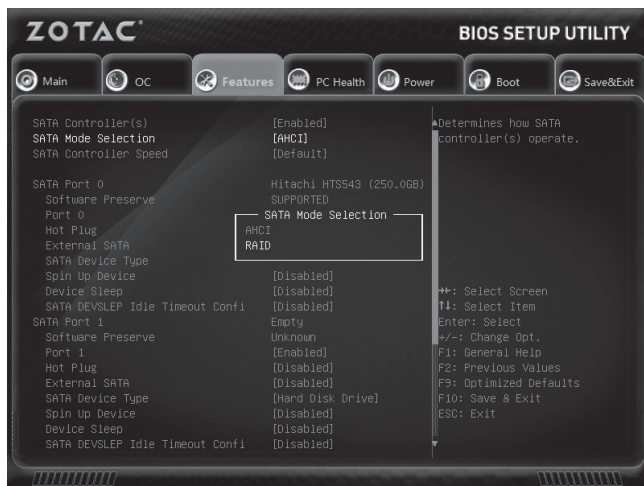 ZOTAC
BIOS SETUP UTILITY
Main OC Features PC Health Power Boot Save&Exit
SATA Controller(s) [Enabled]
SATA Mode Selection [AHCI]
SATA Controller Speed [Default]
SATA Port 0 Hitachi HTS543 (250.0GB)
Software Preserve SUPPORTED
Port 0
Hot Plug
External SATA
SATA Device Type
Spin Up Device [Disabled]
Device Sleep [Disabled]
SATA DEVSLEP Idle Timeout Confi [Disabled]
SATA Port 1 Empty
Software Preserve Unknown
Port 1 [Enabled]
Hot Plug [Disabled]
External SATA [Disabled]
SATA Device Type [Hard Disk Drive]
Spin Up Device [Disabled]
Device Sleep [Disabled]
SATA DEVSLEP Idle Timeout Confi [Disabled]
SATA Mode Selection
AHCI
RAID
Determines how SATA
controller(s) operate.
→←: Select Screen
↑↓: Select Item
Enter: Select
+/-: Change Opt.
F1: General Help
F2: Previous Values
F9: Optimized Defaults
F10: Save & Exit
ESC: Exit